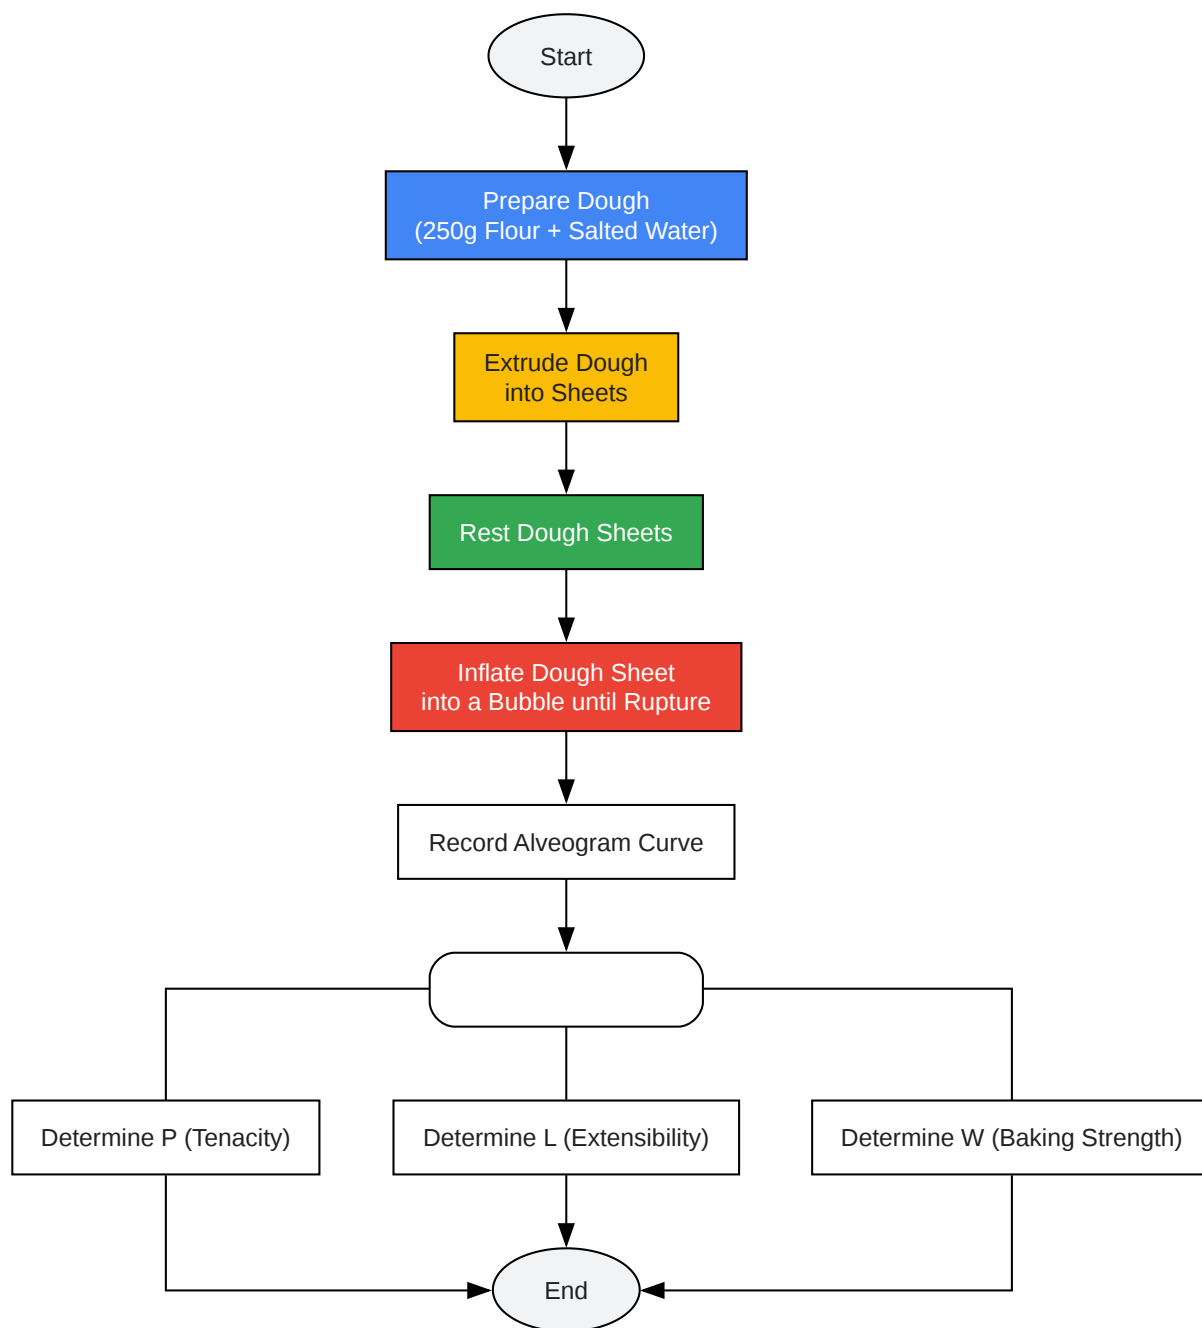 Start
Prepare Dough
(250g Flour + Salted Water)
Extrude Dough
into Sheets
Rest Dough Sheets
Inflate Dough Sheet
into a Bubble until Rupture
Record Alveogram Curve
Determine P (Tenacity)
Determine L (Extensibility)
Determine W (Baking Strength)
End